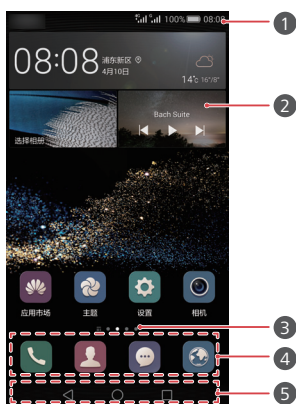 100% 08:08
1
08:08 浦东新区
4月10日
14°c 16°/8°
2
Bach Suite
选择相册
应用市场 主题 设置 相机
3
4
5